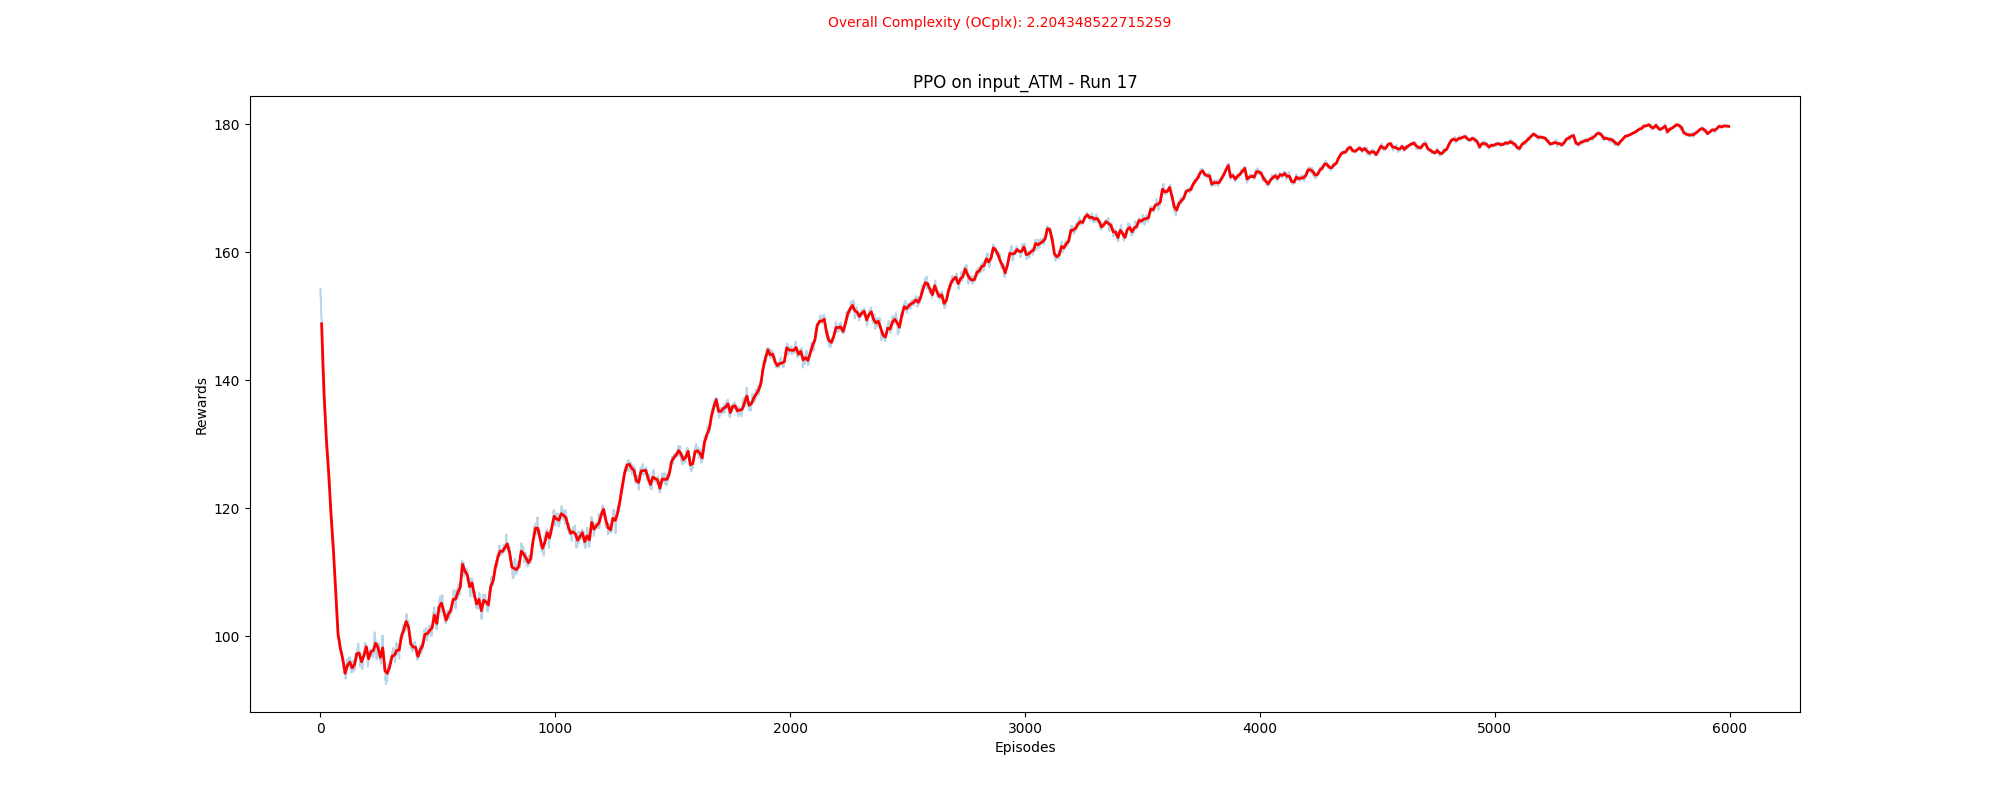 Overall Complexity (OCplx): 2.204348522715259
PPO on input_ATM - Run 17
180
160
140
120
100
Rewards
0 1000 2000 3000 4000 5000 6000
Episodes